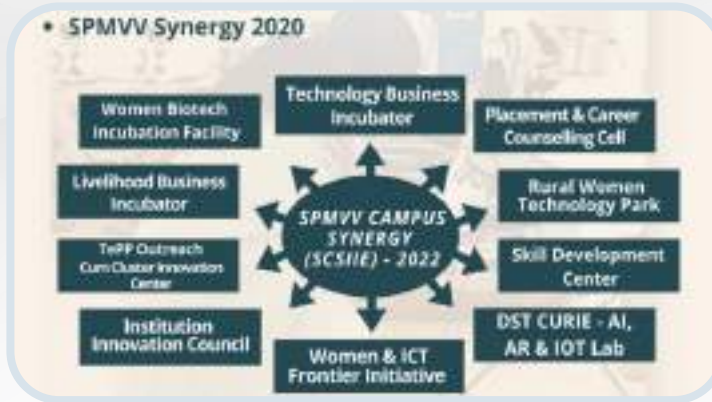 • SPMVV Synergy 2020
Technology Business
Incubator
Women Biotech
Incubation Facility
Placement & Career
Counselling Cell
Livelihood Business
Incubator
Rural Women
Technology Park
SPMVV CAMPUS
SYNERGY
(SCSIIE) - 2022
TePP Outreach
Cum Cluster Innovation
Center
Skill Development
Center
Institution
Innovation Council
DST CURIE - AI,
AR & IOT Lab
Women & ICT
Frontier Initiative